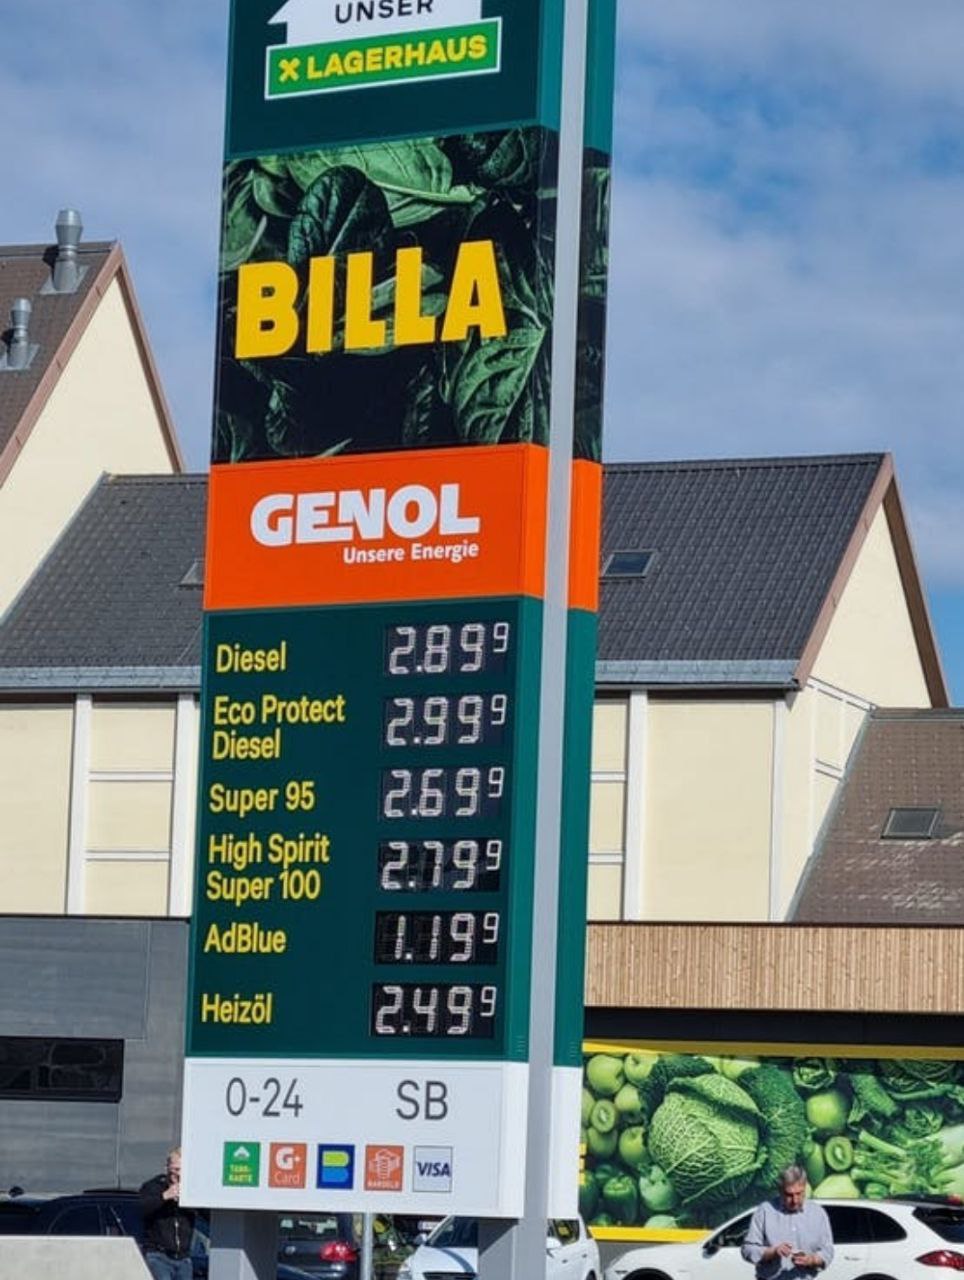 UNSER
LAGERHAUS
BILLA
GENOL
Unsere Energie
Diesel 2.89⁹
Eco Protect
Diesel 2.99⁹
Super 95 2.69⁹
High Spirit
Super 100 2.79⁹
AdBlue 1.19⁹
Heizöl 2.49⁹
0-24 SB
G+
Card
VISA